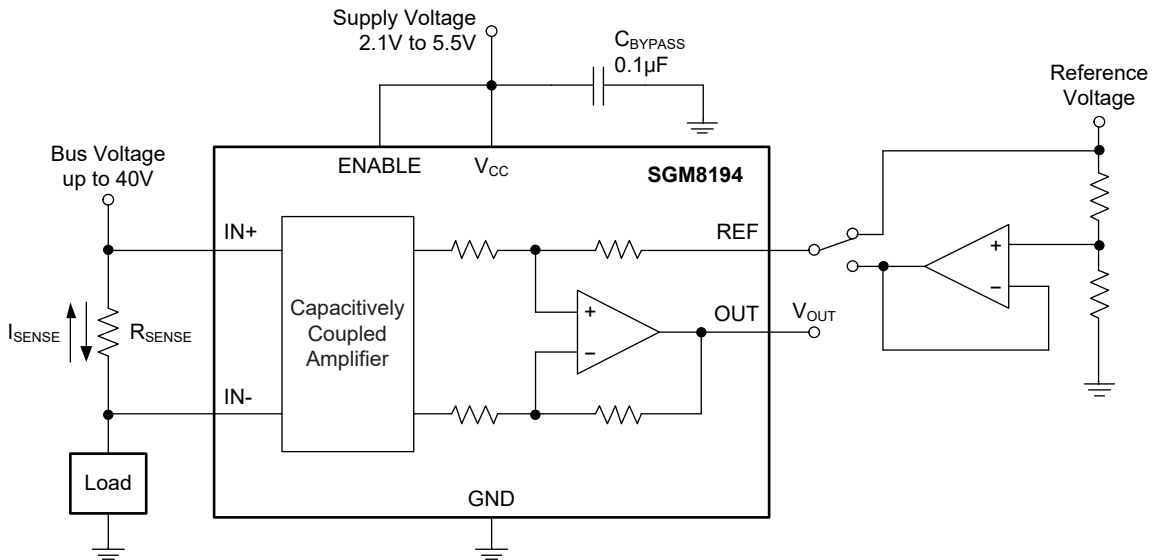 Supply Voltage
2.1V to 5.5V
CBYPASS
0.1µF
Reference
Voltage
Bus Voltage
up to 40V
ENABLE
VCC
SGM8194
IN+
REF
+
+
−
Capacitively
Coupled
Amplifier
ISENSE
RSENSE
OUT
VOUT
−
IN-
Load
GND